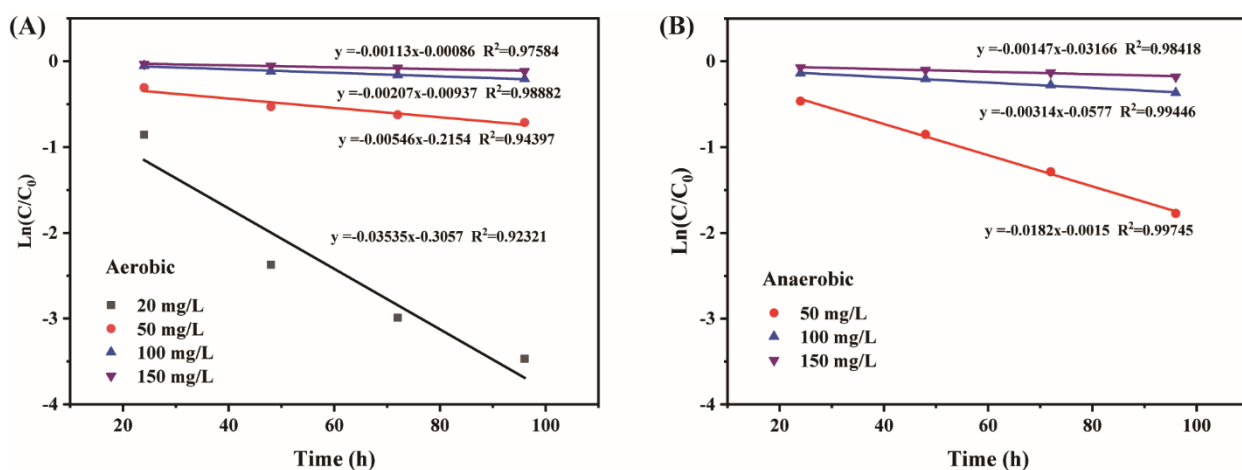 (A)
y =-0.00113x-0.00086 R²=0.97584
y =-0.00207x-0.00937 R²=0.98882
y =-0.00546x-0.2154 R²=0.94397
y =-0.03535x-0.3057 R²=0.92321
Ln(C/C₀)
0
-1
-2
-3
-4
Aerobic
20 mg/L
50 mg/L
100 mg/L
150 mg/L
20 40 60 80 100
Time (h)
(B)
y =-0.00147x-0.03166 R²=0.98418
y =-0.00314x-0.0577 R²=0.99446
y =-0.0182x-0.0015 R²=0.99745
Ln(C/C₀)
0
-1
-2
-3
-4
Anaerobic
50 mg/L
100 mg/L
150 mg/L
20 40 60 80 100
Time (h)